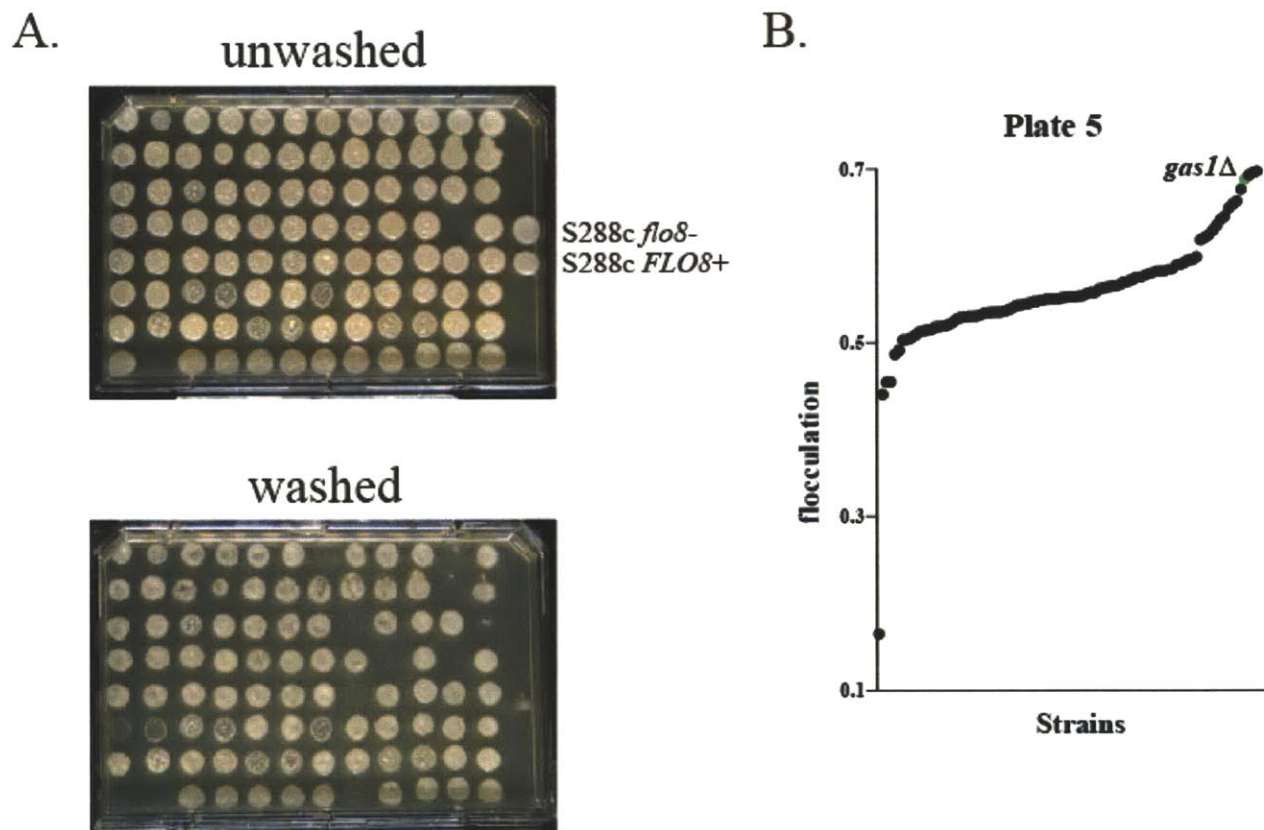 A.
unwashed
S288c flo8-
S288c FLO8+
washed
B.
Plate 5
gas1Δ
0.7
0.5
0.3
0.1
flocculation
Strains